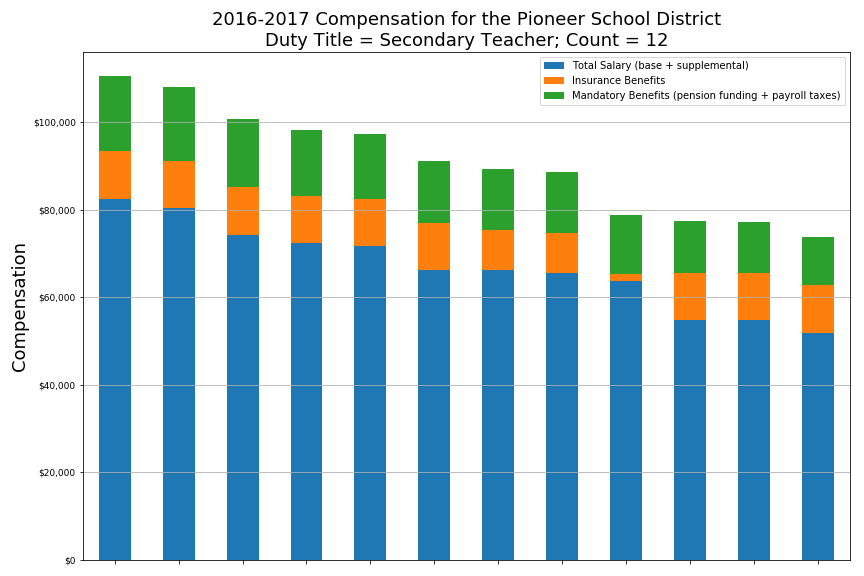 2016-2017 Compensation for the Pioneer School District
Duty Title = Secondary Teacher; Count = 12
Total Salary (base + supplemental)
Insurance Benefits
Mandatory Benefits (pension funding + payroll taxes)
$100,000
$80,000
$60,000
$40,000
$20,000
$0
Compensation